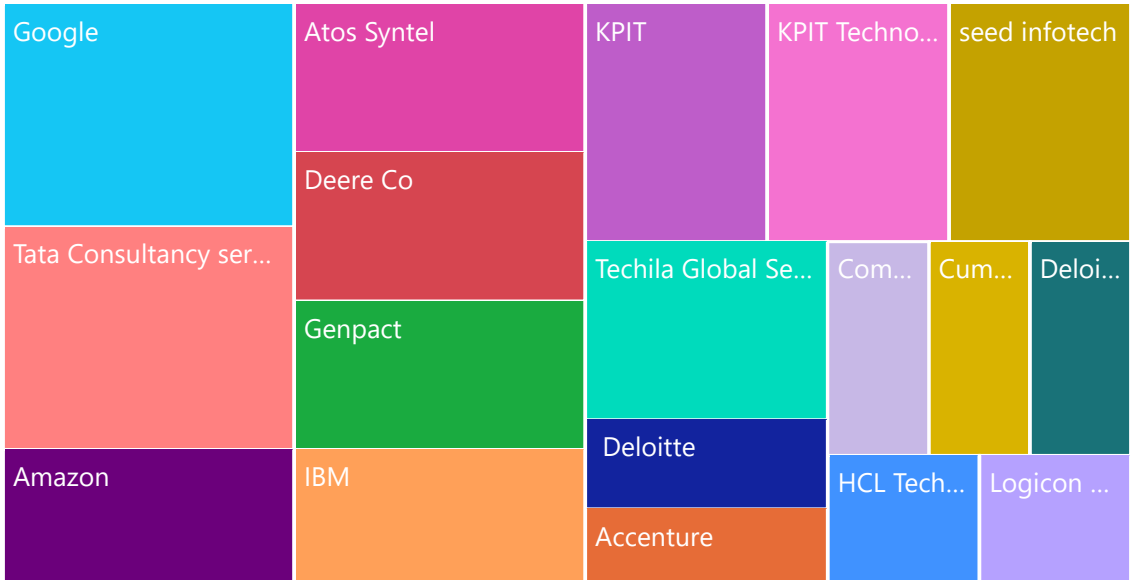 Google
Tata Consultancy ser...
Amazon
Atos Syntel
Deere Co
Genpact
IBM
KPIT
KPIT Techno...
seed infotech
Techila Global Se...
Deloitte
Accenture
Com...
Cum...
Deloi...
HCL Tech...
Logicon ...